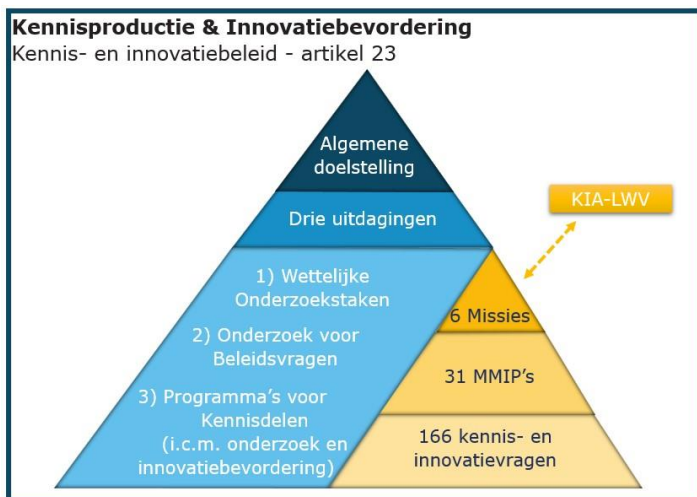 Kennisproductie & Innovatiebevordering
Kennis- en innovatiebeleid - artikel 23
Algemene
doelstelling
Drie uitdagingen
KIA-LWV
1) Wettelijke
Onderzoekstaken
2) Onderzoek voor
Beleidsvragen
3) Programma's voor
Kennisdelen
(i.c.m. onderzoek en
innovatiebevordering)
6 Missies
31 MMIP's
166 kennis- en
innovatievragen